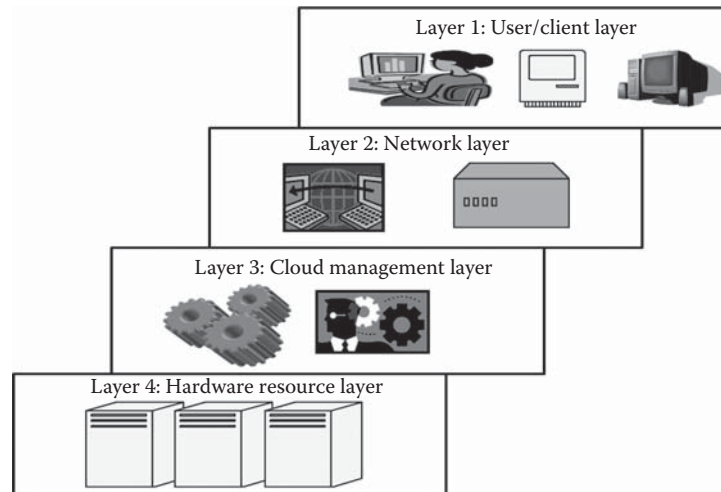 Layer 1: User/client layer
Layer 2: Network layer
Layer 3: Cloud management layer
Layer 4: Hardware resource layer